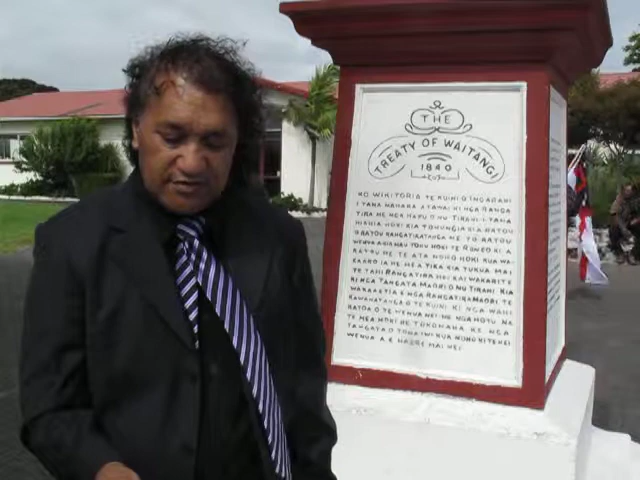 THE
TREATY OF WAITANGI
1840
KO WIKITORIA TE KUINI O INGARANI
I TANA MAHARA ATAWAI KI NGA RANGA
TIRA ME NGA HAPU O NU TIRANI I TANA
HIAHIA HOKI KIA TOHUNGIA KIA RATOU
O RATOU RANGATIRATANGA ME TO RATOU
WENUA A KIA MAU TONU HOKI TE RONGO KI A
RATOU ME TE ATA NOHO HOKI KUA WA
KAARO IA HE MEA TIKA KIA TUKUA MAI
TE TAHI RANGATIRA HEI KAI WAKARITE
KI NGA TANGATA MAORI O NU TIRANI KIA
WAKAAETIA E NGA RANGATIRA MAORI TE
KAWANATANGA O TE KUINI KI NGA WAHI
KATOA O TE WENUA NEI ME NGA MOTU NA
TE MEA HOKI HE TOKOMAHA KE NGA
TANGATA O TONA IWI KUA NOHO KI TENEI
WENUA A E HAERE MAI NEI